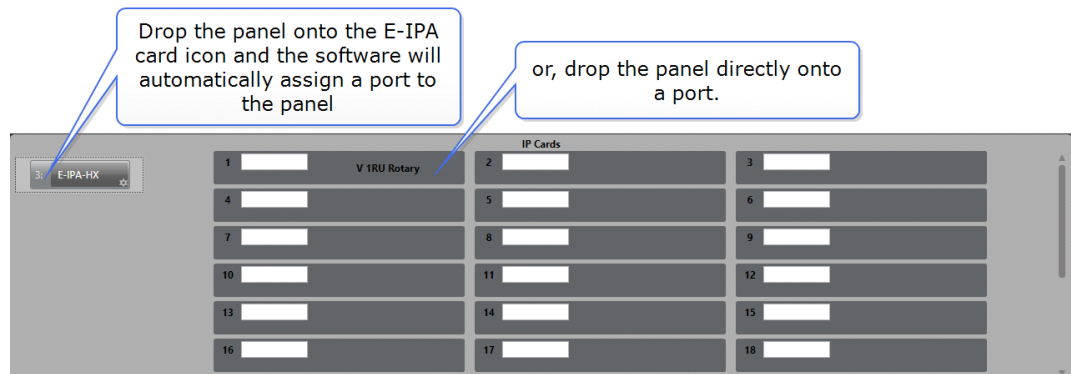 Drop the panel onto the E-IPA
card icon and the software will
automatically assign a port to
the panel
or, drop the panel directly onto
a port.
IP Cards
3: E-IPA-HX
1 V 1RU Rotary 2 3
4 5 6
7 8 9
10 11 12
13 14 15
16 17 18